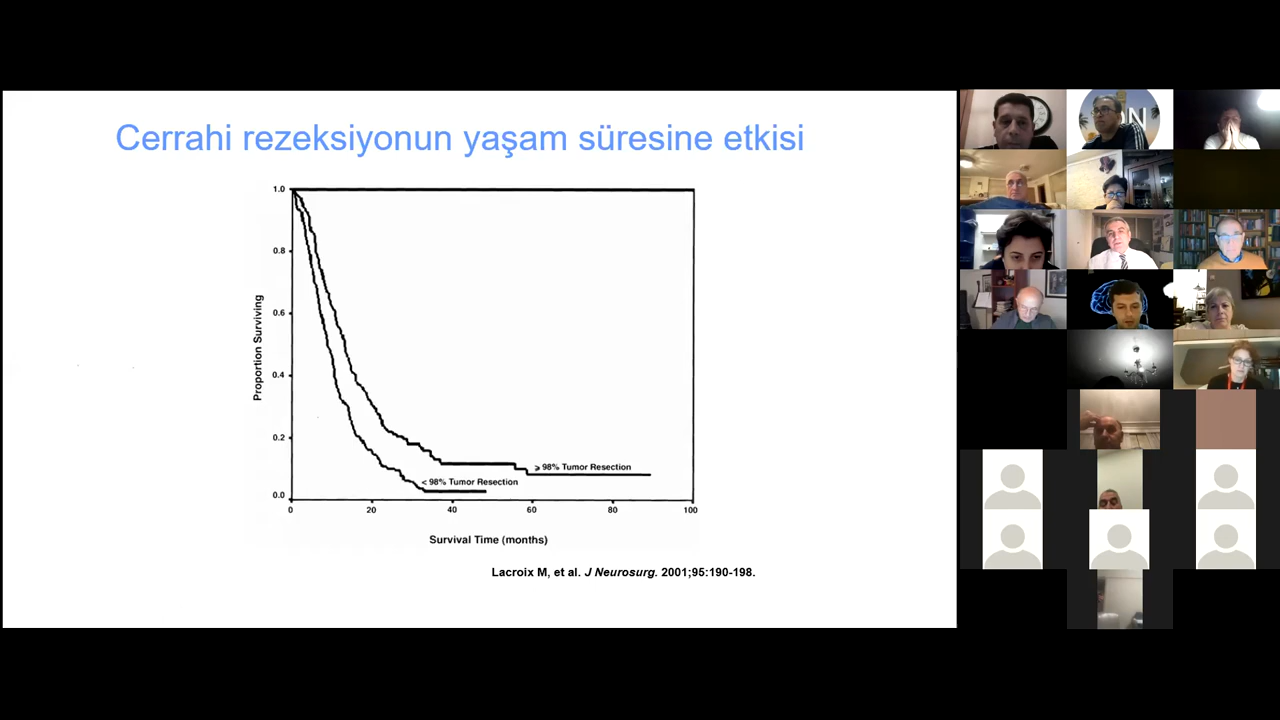 Cerrahi rezeksiyonun yaşam süresine etkisi
1.0
0.8
0.6
0.4
0.2
0.0
Proportion Surviving
⩾ 98% Tumor Resection
< 98% Tumor Resection
0 20 40 60 80 100
Survival Time (months)
Lacroix M, et al. J Neurosurg. 2001;95:190-198.
ON